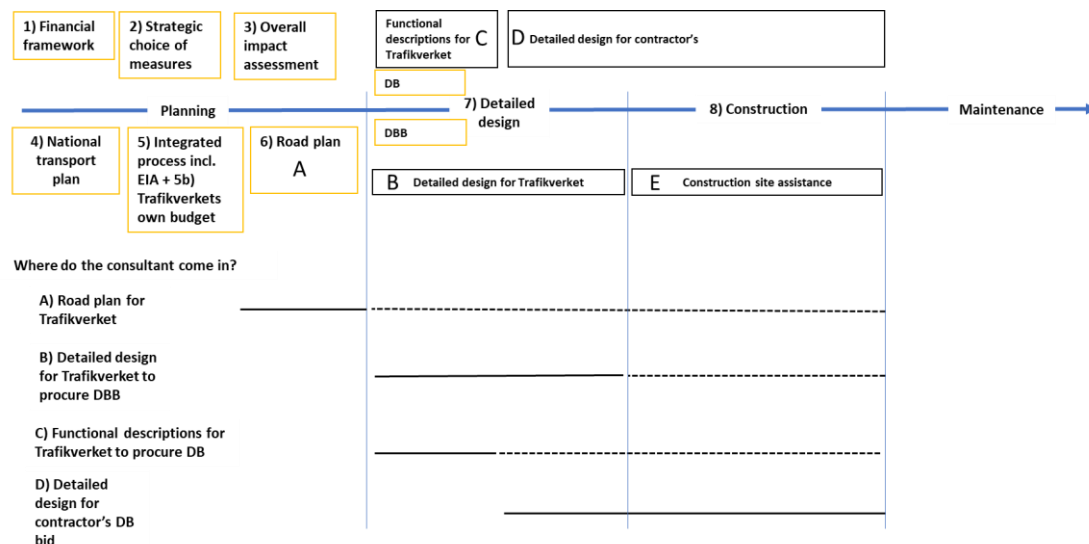 1) Financial
framework
2) Strategic
choice of
measures
3) Overall
impact
assessment
Functional
descriptions for
Trafikverket
C
D Detailed design for contractor's
DB
Planning
7) Detailed
design
8) Construction
Maintenance
DBB
4) National
transport
plan
5) Integrated
process incl.
EIA + 5b)
Trafikverkets
own budget
6) Road plan
A
B Detailed design for Trafikverket
E Construction site assistance
Where do the consultant come in?
A) Road plan for
Trafikverket
B) Detailed design
for Trafikverket to
procure DBB
C) Functional descriptions for
Trafikverket to procure DB
D) Detailed
design for
contractor's DB
bid